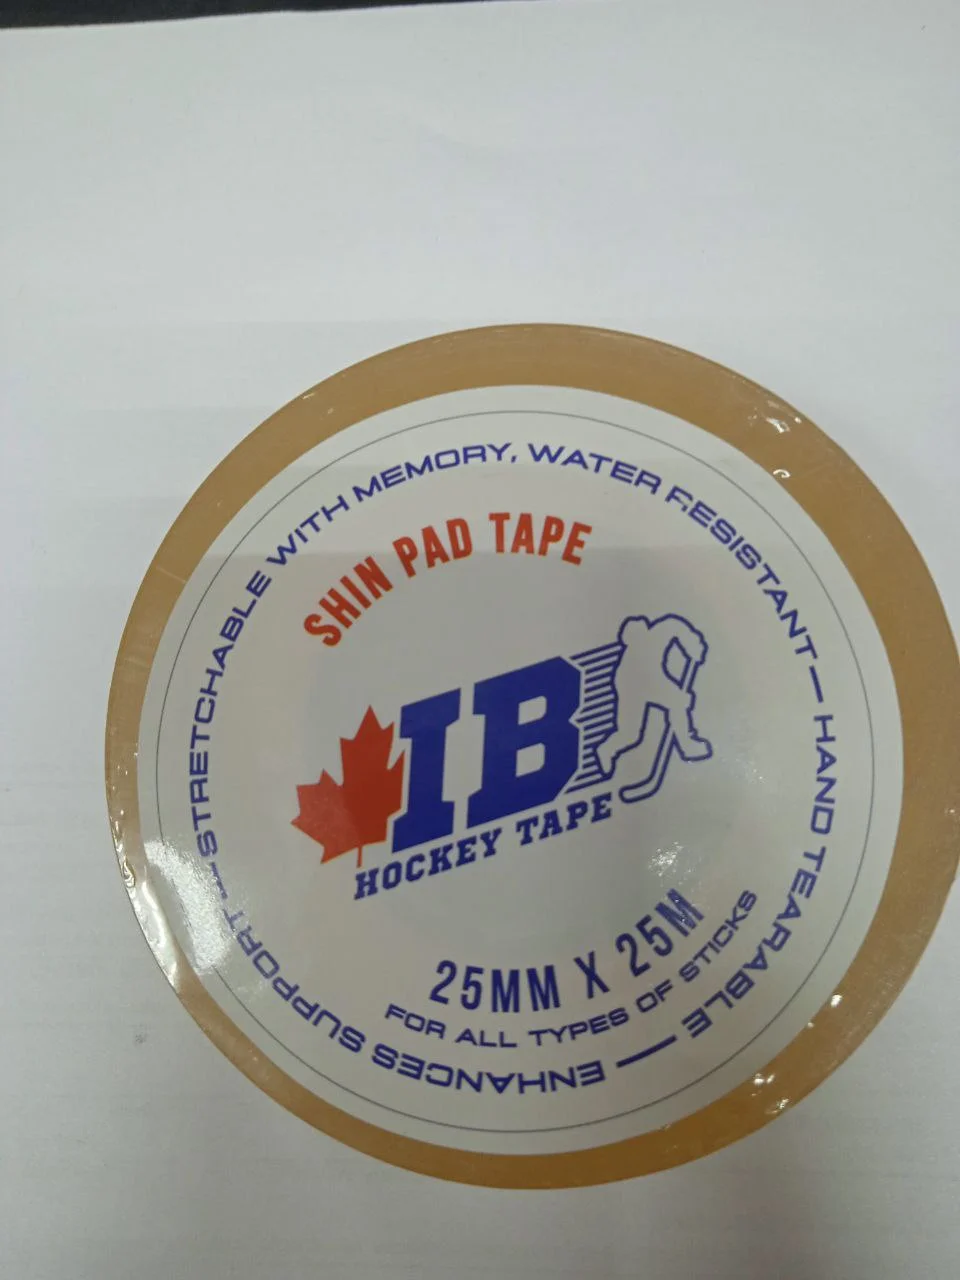 STRETCHABLE WITH MEMORY, WATER RESISTANT — HAND TEARABLE — ENHANCES SUPPORT —
SHIN PAD TAPE
IB
HOCKEY TAPE
25MM X 25M
FOR ALL TYPES OF STICKS